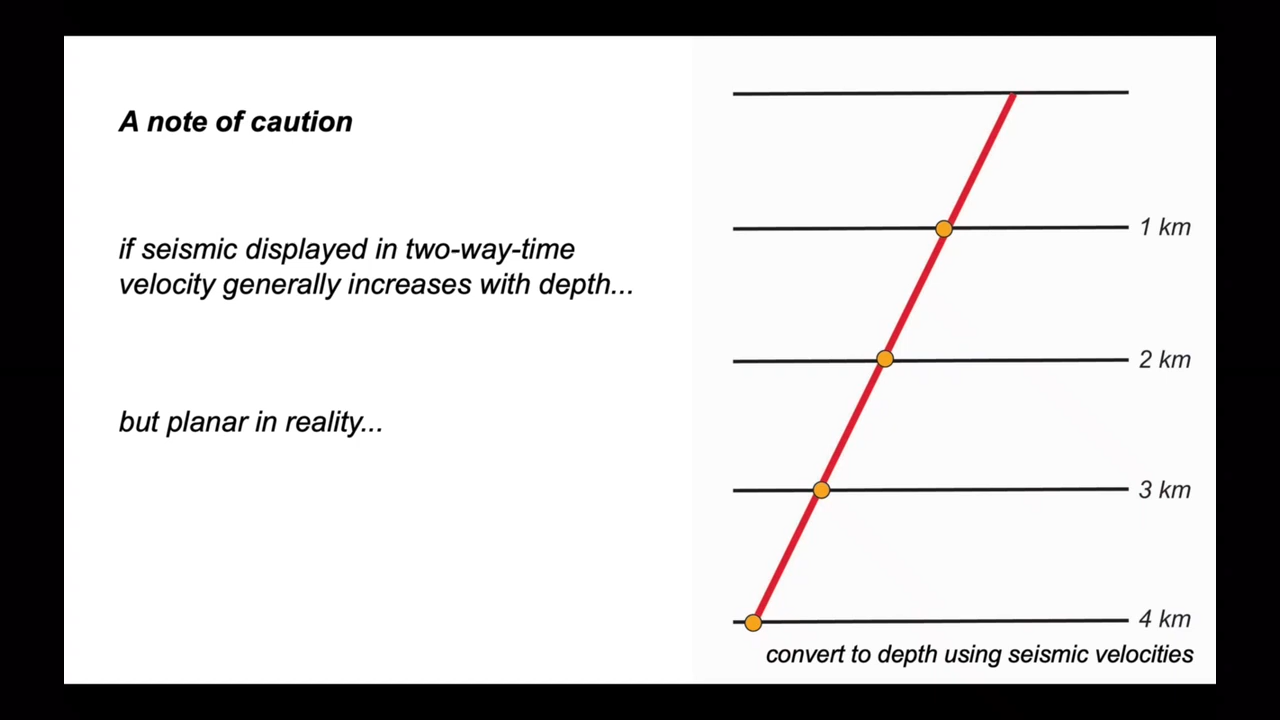 A note of caution
if seismic displayed in two-way-time
velocity generally increases with depth...
but planar in reality...
1 km
2 km
3 km
4 km
convert to depth using seismic velocities